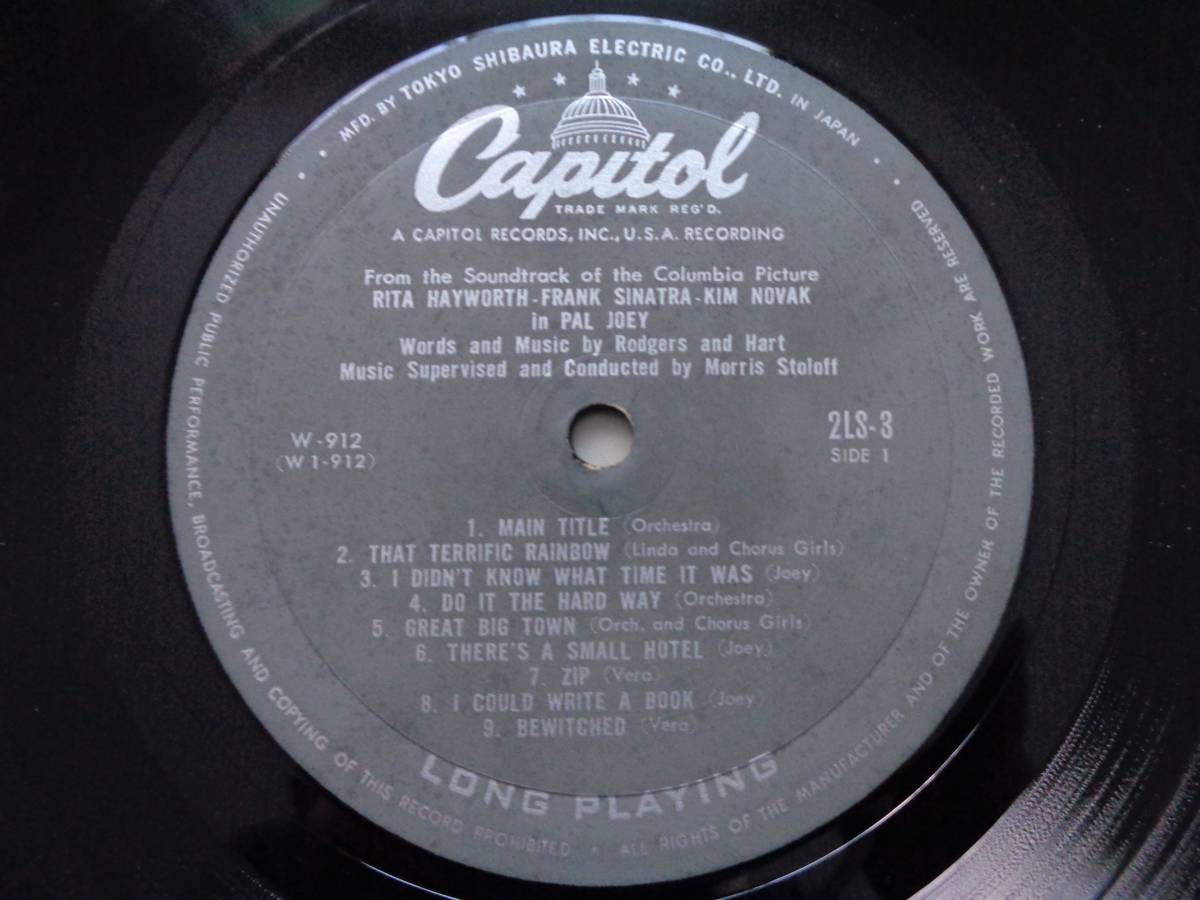 MFD. BY TOKYO SHIBAURA ELECTRIC CO., LTD. IN JAPAN
Capitol
TRADE MARK REG'D.
A CAPITOL RECORDS, INC., U.S.A. RECORDING
From the Soundtrack of the Columbia Picture
RITA HAYWORTH-FRANK SINATRA-KIM NOVAK
in PAL JOEY
Words and Music by Rodgers and Hart
Music Supervised and Conducted by Morris Stoloff
W-912
(W1-912)
2LS-3
SIDE 1
1. MAIN TITLE (Orchestra)
2. THAT TERRIFIC RAINBOW (Linda and Chorus Girls)
3. I DIDN'T KNOW WHAT TIME IT WAS (Joey)
4. DO IT THE HARD WAY (Orchestra)
5. GREAT BIG TOWN (Orch. and Chorus Girls)
6. THERE'S A SMALL HOTEL (Joey)
7. ZIP (Vera)
8. I COULD WRITE A BOOK (Joey)
9. BEWITCHED (Vera)
LONG PLAYING
UNAUTHORIZED PUBLIC PERFORMANCE, BROADCASTING AND COPYING OF THIS RECORD PROHIBITED • ALL RIGHTS OF THE MANUFACTURER AND OF THE OWNER OF THE RECORDED WORK ARE RESERVED